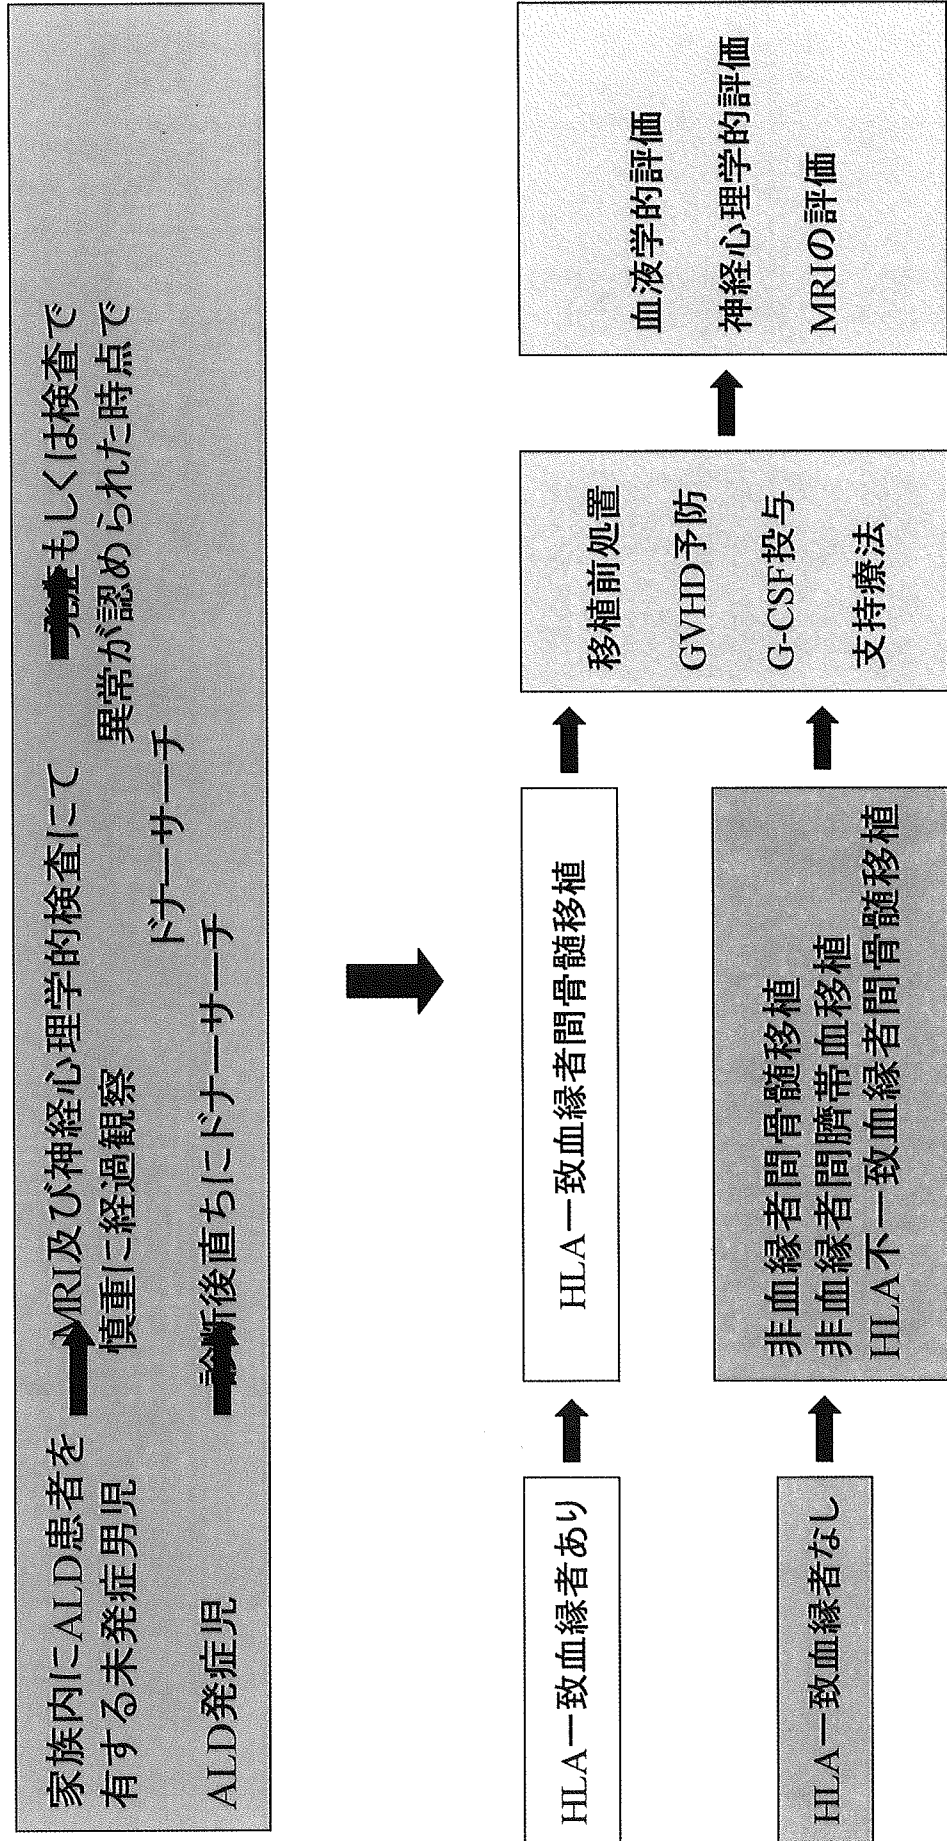 家族内にALD患者を
有する未発症男児
MRI及び神経心理学的検査にて
慎重に経過観察
発症もしくは検査で
異常が認められた時点で
ドナーサーチ
ALD発症児
診断後直ちにドナーサーチ
HLA一致血縁者あり
HLA一致血縁者間骨髄移植
HLA一致血縁者なし
非血縁者間骨髄移植
非血縁者間臍帯血移植
HLA不一致血縁者間骨髄移植
移植前処置
GVHD予防
G-CSF投与
支持療法
血液学的評価
神経心理学的評価
MRIの評価